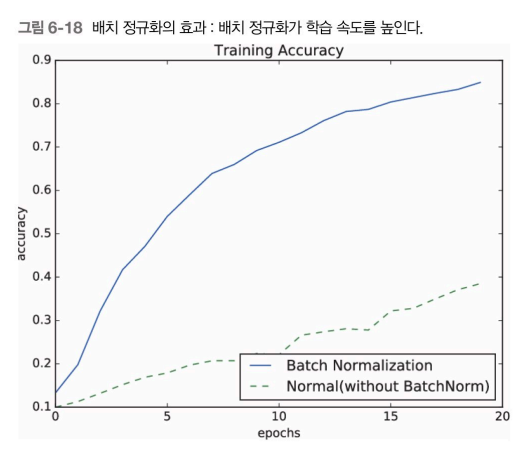 그림 6-18 배치 정규화의 효과 : 배치 정규화가 학습 속도를 높인다.
Training Accuracy
0.9
0.8
0.7
0.6
0.5
0.4
0.3
0.2
0.1
accuracy
Batch Normalization
Normal(without BatchNorm)
0 5 10 15 20
epochs